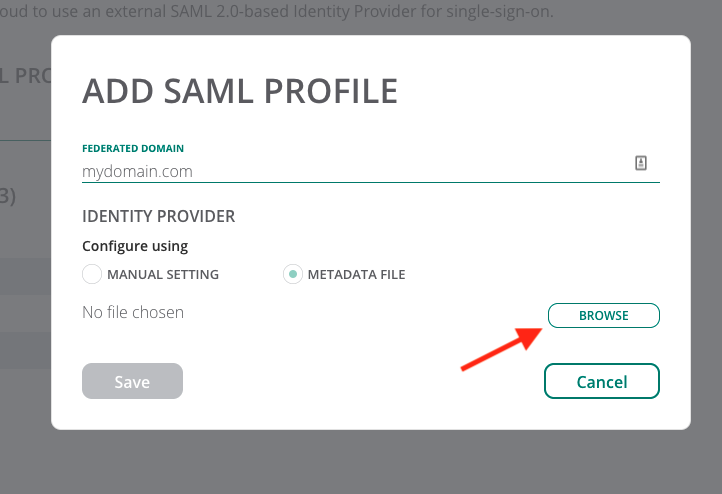 oud to use an external SAML 2.0-based Identity Provider for single-sign-on.
L PRO
ADD SAML PROFILE
FEDERATED DOMAIN
mydomain.com
3)
IDENTITY PROVIDER
Configure using
MANUAL SETTING METADATA FILE
No file chosen BROWSE
Save Cancel